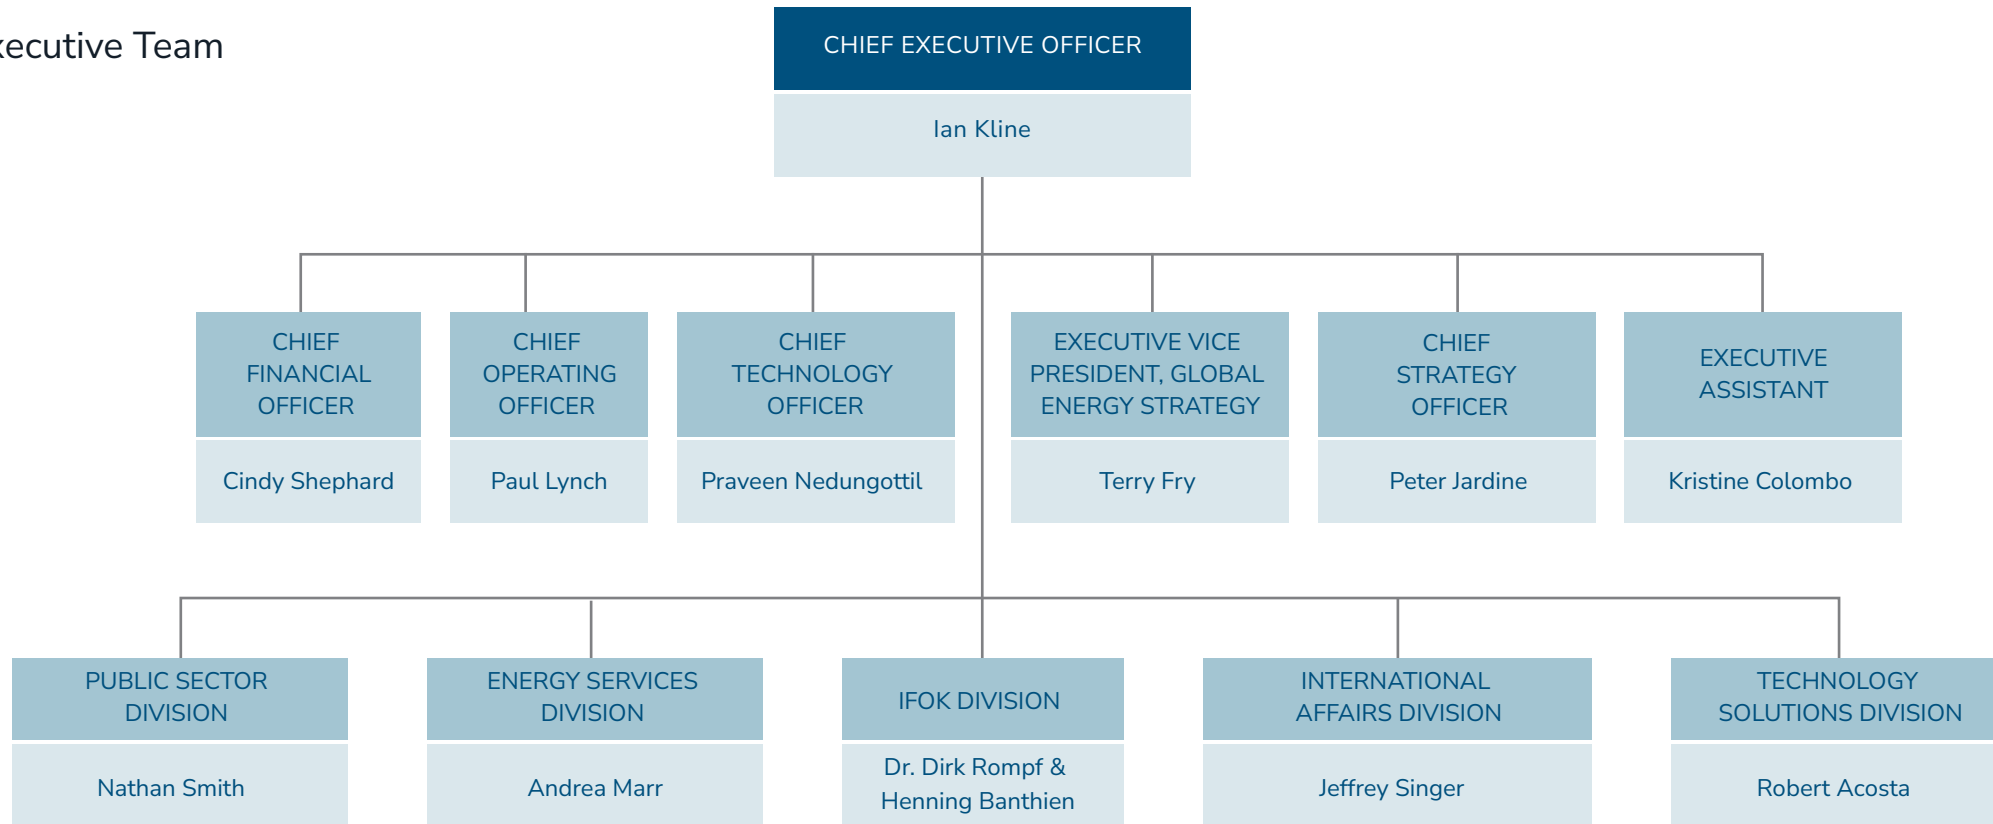 xecutive Team
CHIEF EXECUTIVE OFFICER
Ian Kline
CHIEF
FINANCIAL
OFFICER
Cindy Shephard
CHIEF
OPERATING
OFFICER
Paul Lynch
CHIEF
TECHNOLOGY
OFFICER
Praveen Nedungottil
EXECUTIVE VICE
PRESIDENT, GLOBAL
ENERGY STRATEGY
Terry Fry
CHIEF
STRATEGY
OFFICER
Peter Jardine
EXECUTIVE
ASSISTANT
Kristine Colombo
PUBLIC SECTOR
DIVISION
Nathan Smith
ENERGY SERVICES
DIVISION
Andrea Marr
IFOK DIVISION
Dr. Dirk Rompf &
Henning Banthien
INTERNATIONAL
AFFAIRS DIVISION
Jeffrey Singer
TECHNOLOGY
SOLUTIONS DIVISION
Robert Acosta